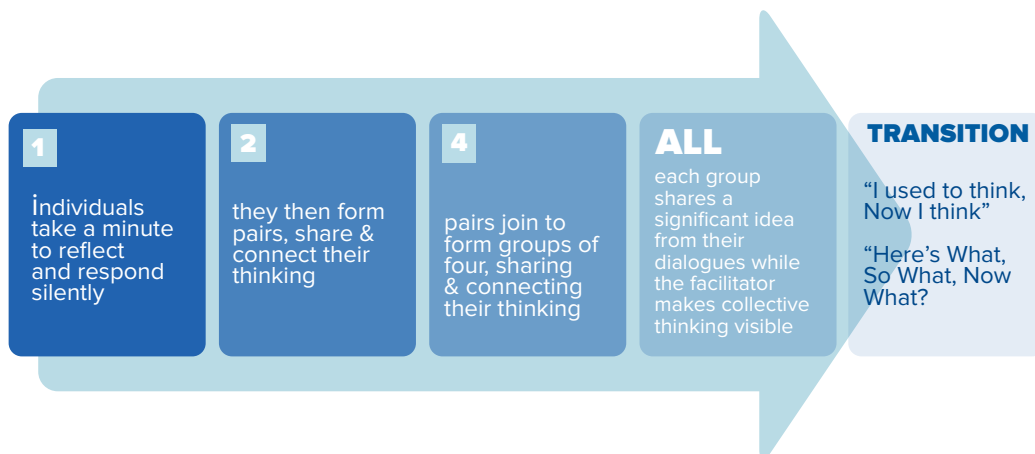 1
individuals
take a minute
to reflect
and respond
silently
2
they then form
pairs, share &
connect their
thinking
4
pairs join to
form groups of
four, sharing
& connecting
their thinking
ALL
each group
shares a
significant idea
from their
dialogues while
the facilitator
makes collective
thinking visible
TRANSITION
“I used to think,
Now I think”
“Here’s What,
So What, Now
What?